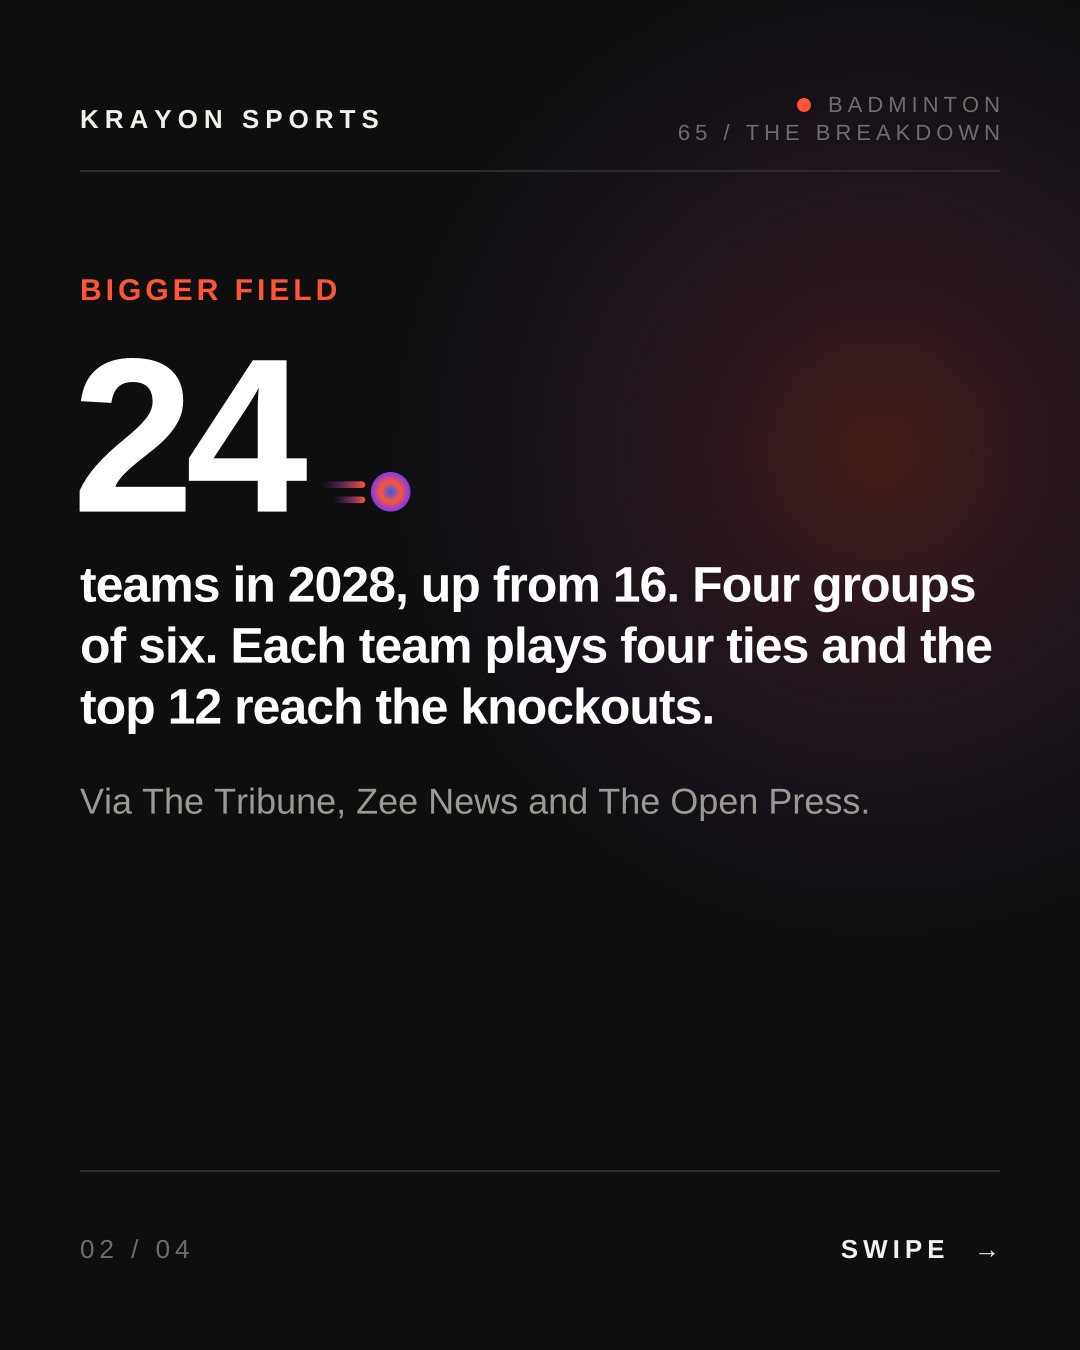 KRAYON SPORTS
BADMINTON
65 / THE BREAKDOWN
BIGGER FIELD
24
teams in 2028, up from 16. Four groups
of six. Each team plays four ties and the
top 12 reach the knockouts.
Via The Tribune, Zee News and The Open Press.
02 / 04
SWIPE →